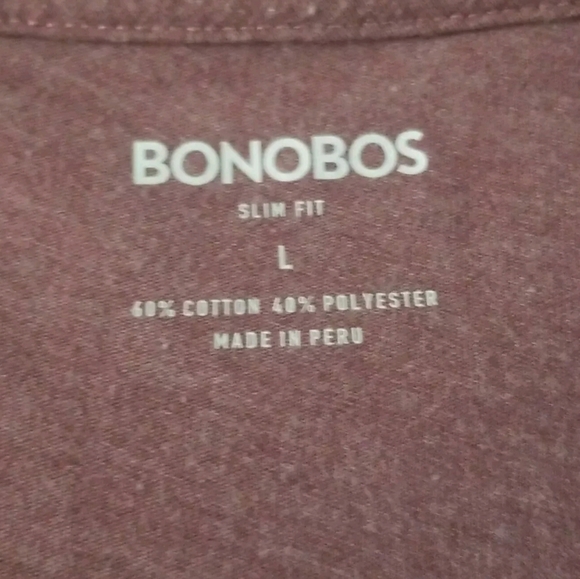 BONOBOS
SLIM FIT
L
60% COTTON 40% POLYESTER
MADE IN PERU